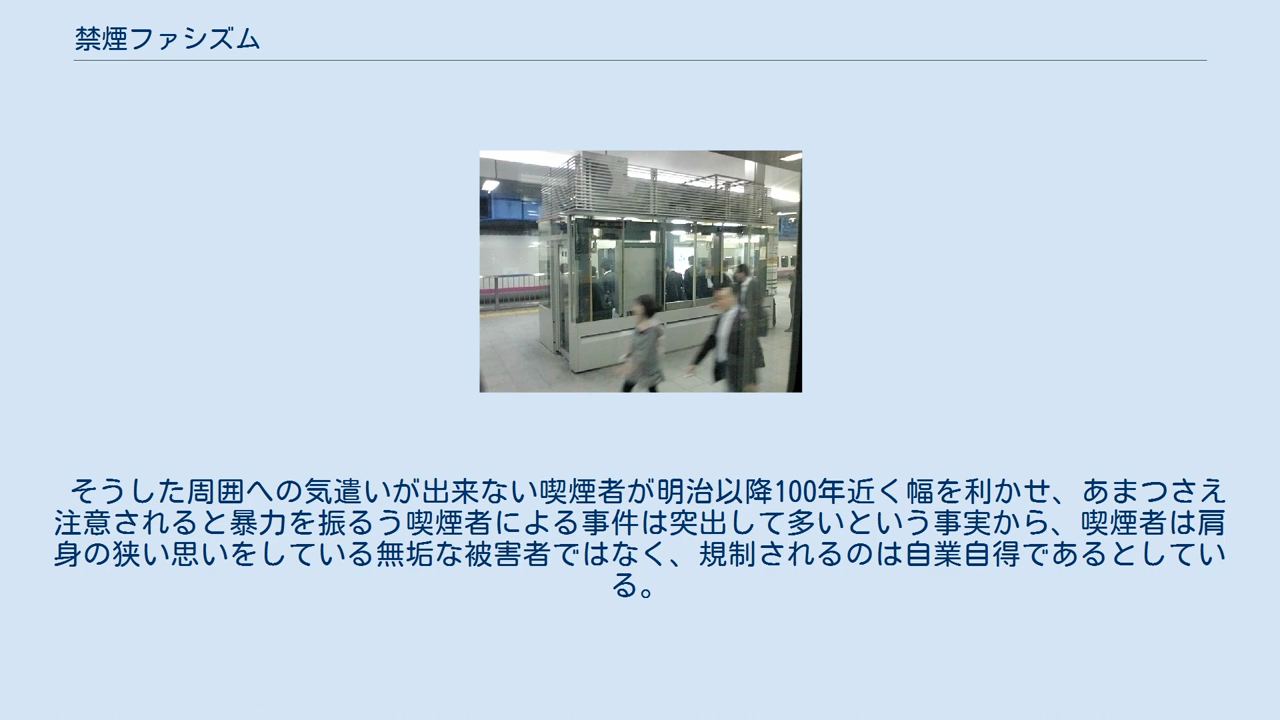 禁煙ファシズム
そうした周囲への気遣いが出来ない喫煙者が明治以降100年近く幅を利かせ、あまつさえ
注意されると暴力を振るう喫煙者による事件は突出して多いという事実から、喫煙者は肩
身の狭い思いをしている無垢な被害者ではなく、規制されるのは自業自得であるとしてい
る。